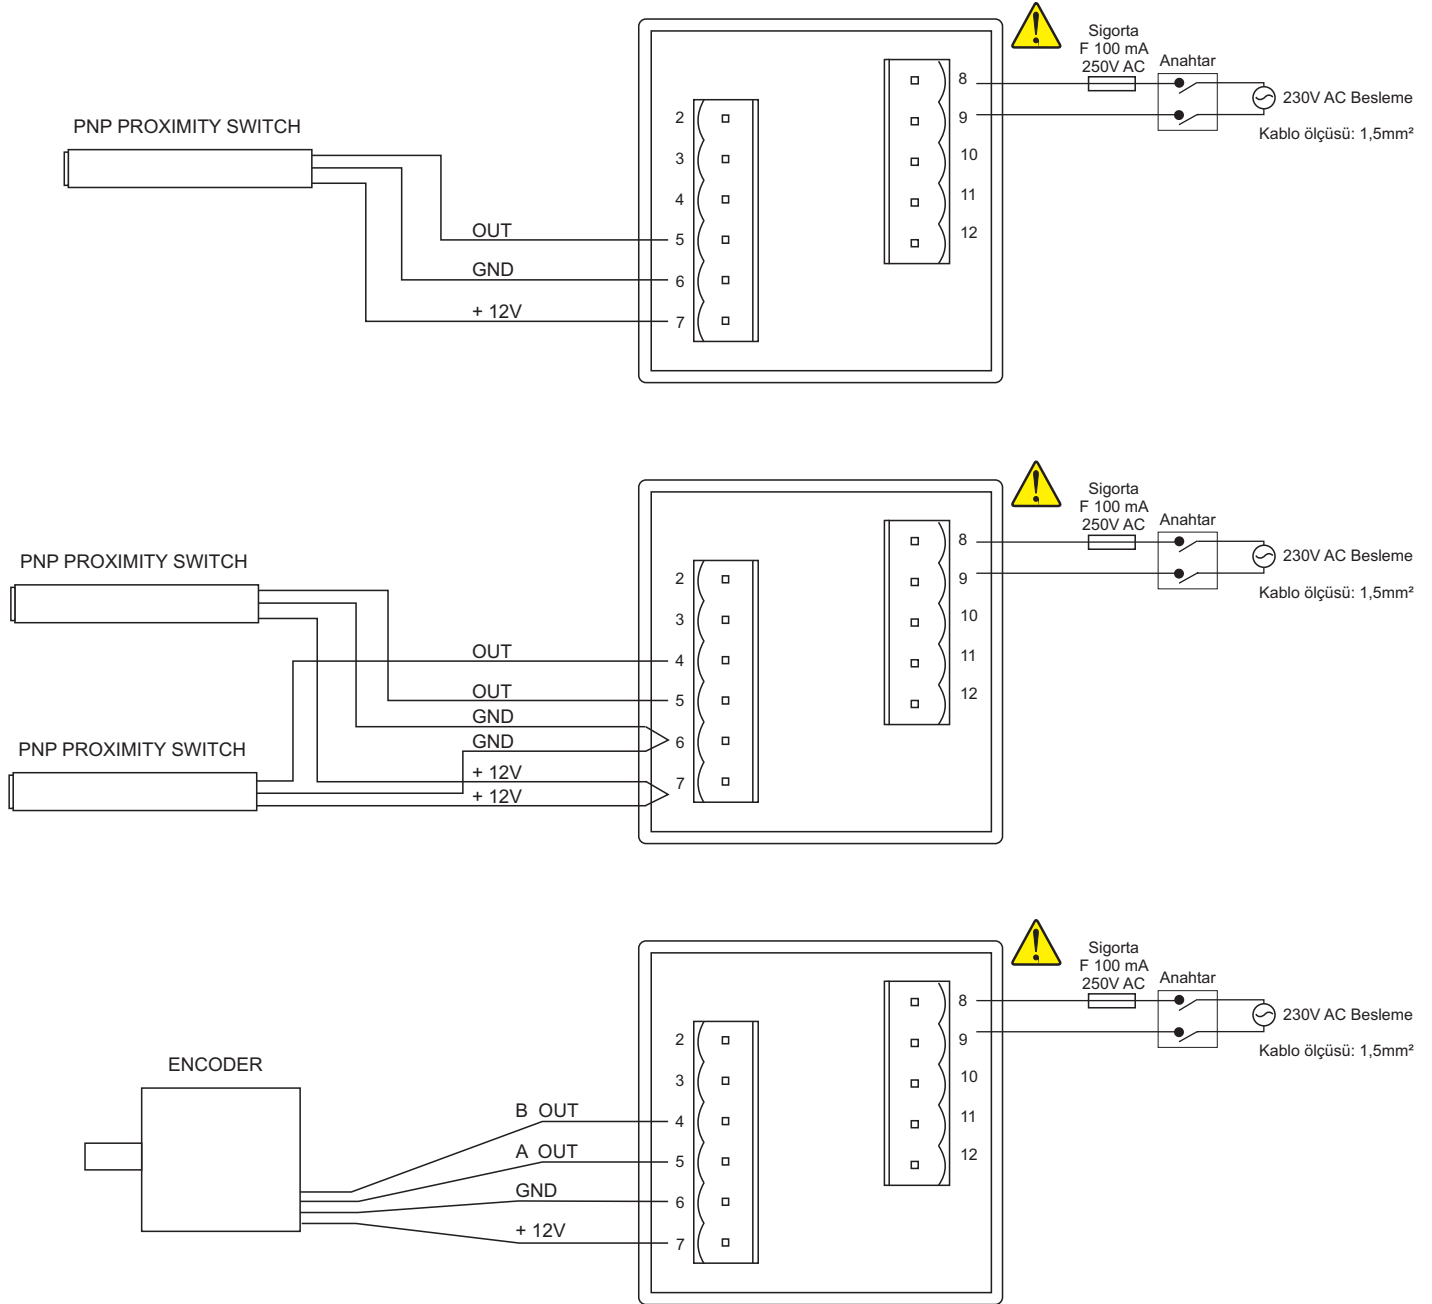 Sigorta
F 100 mA
250V AC
Anahtar
8
230V AC Besleme
9
Kablo ölçüsü: 1,5mm²
10
11
12
PNP PROXIMITY SWITCH
2
3
4
OUT
5
GND
6
+ 12V
7
Sigorta
F 100 mA
250V AC
Anahtar
8
230V AC Besleme
9
Kablo ölçüsü: 1,5mm²
10
11
12
PNP PROXIMITY SWITCH
2
3
OUT
4
OUT
5
GND
PNP PROXIMITY SWITCH
GND
6
+ 12V
7
+ 12V
Sigorta
F 100 mA
250V AC
Anahtar
8
230V AC Besleme
9
Kablo ölçüsü: 1,5mm²
10
11
12
ENCODER
2
3
B OUT
4
A OUT
5
GND
6
+ 12V
7